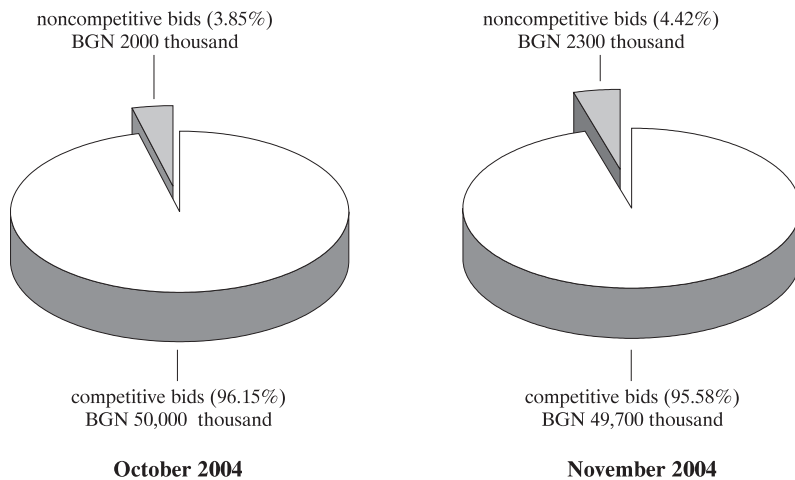 noncompetitive bids (3.85%)
BGN 2000 thousand
competitive bids (96.15%)
BGN 50,000 thousand
October 2004
noncompetitive bids (4.42%)
BGN 2300 thousand
competitive bids (95.58%)
BGN 49,700 thousand
November 2004